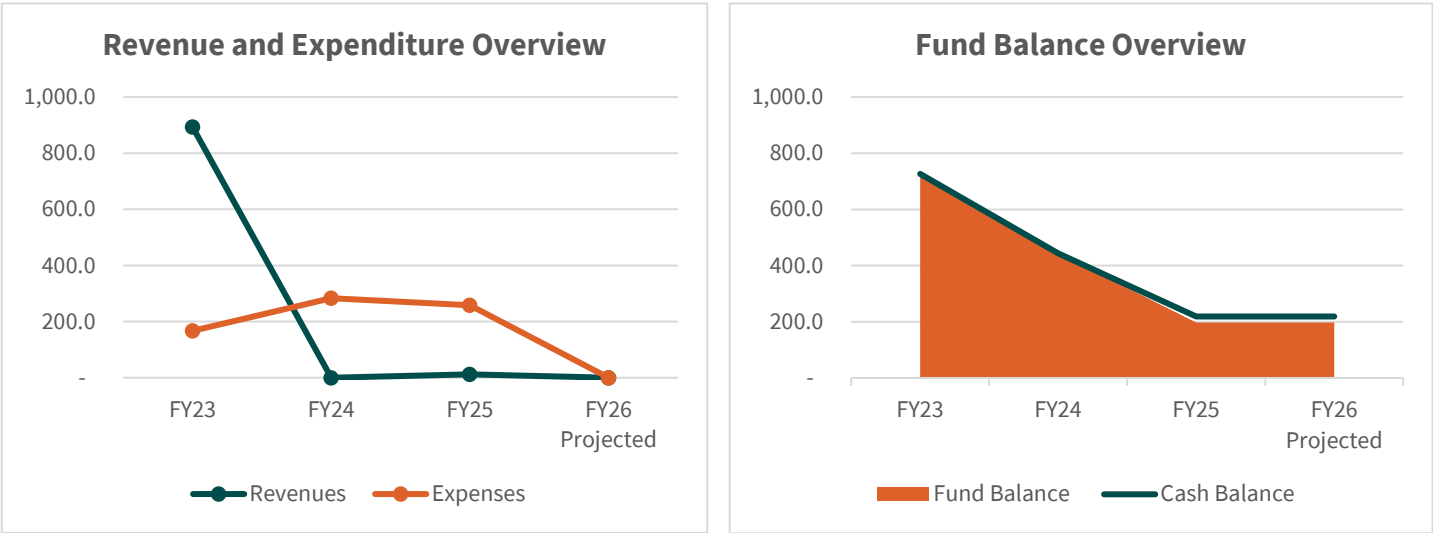 Revenue and Expenditure Overview
1,000.0
800.0
600.0
400.0
200.0
-
FY23 FY24 FY25 FY26
Projected
Revenues Expenses
Fund Balance Overview
1,000.0
800.0
600.0
400.0
200.0
-
FY23 FY24 FY25 FY26
Projected
Fund Balance Cash Balance